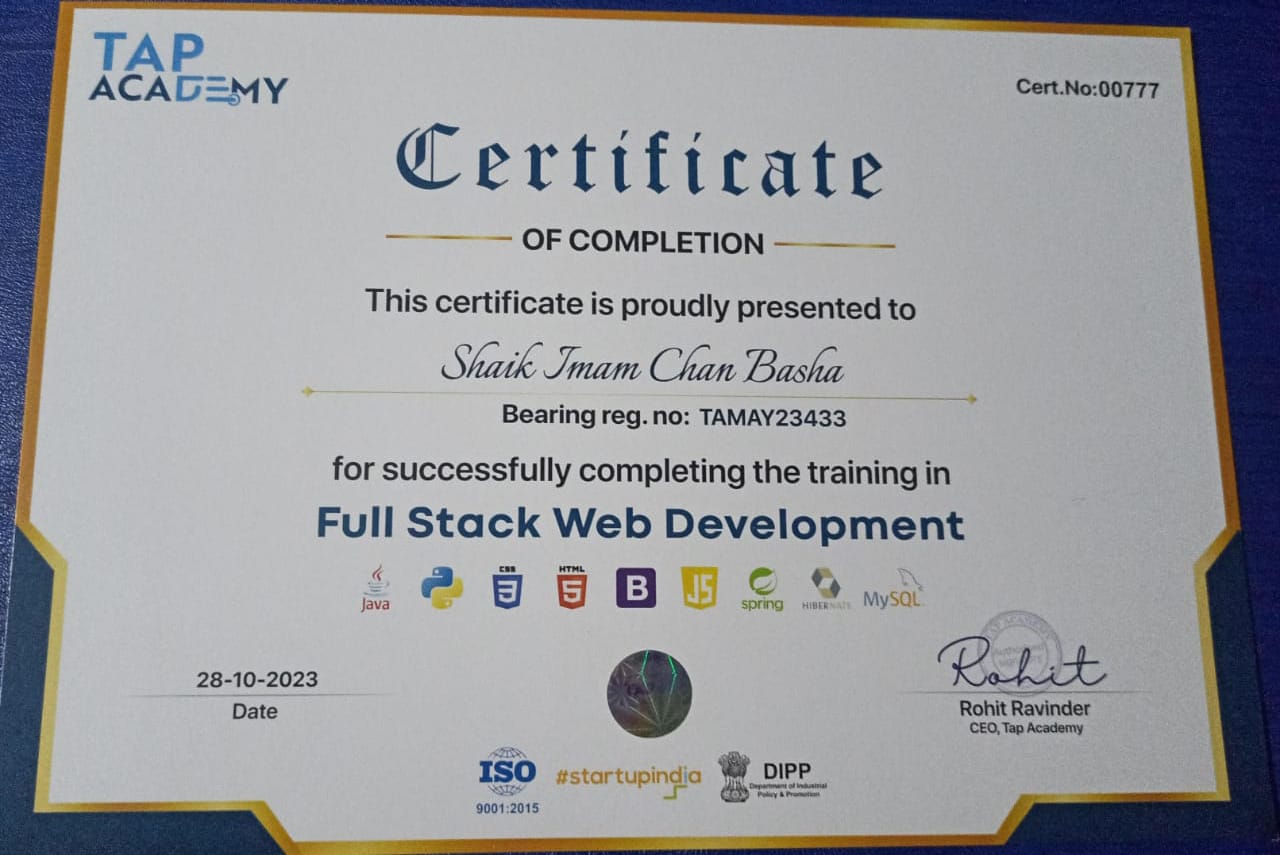 TAP
ACADEMY
Cert.No:00777
Certificate
OF COMPLETION
This certificate is proudly presented to
Shaik Imam Chan Basha
Bearing reg. no: TAMAY23433
for successfully completing the training in
Full Stack Web Development
Java
CSS
3
HTML
5
B
JS
spring
HIBERNATE
MySQL
28-10-2023
Date
Rohit
Rohit Ravinder
CEO, Tap Academy
ISO
9001:2015
#startupindia
DIPP
Department of Industrial
Policy & Promotion